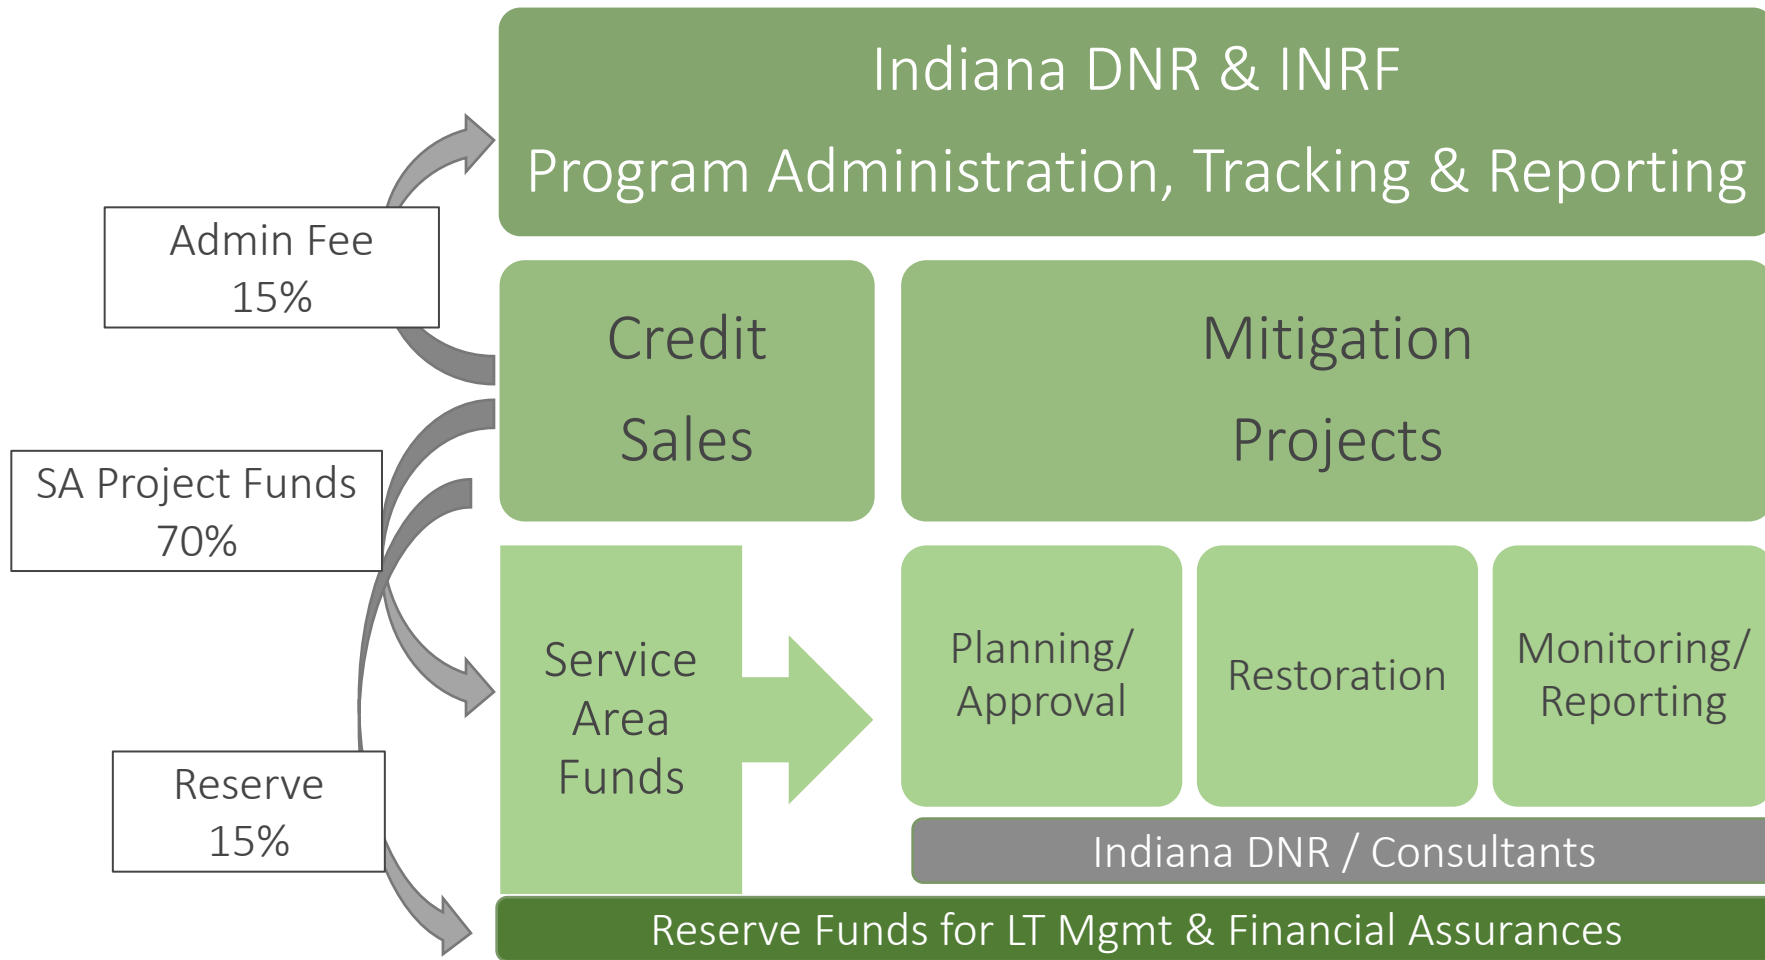 Indiana DNR & INRF
Program Administration, Tracking & Reporting
Admin Fee
15%
Credit
Sales
Mitigation
Projects
SA Project Funds
70%
Service
Area
Funds
Planning/
Approval
Restoration
Monitoring/
Reporting
Reserve
15%
Indiana DNR / Consultants
Reserve Funds for LT Mgmt & Financial Assurances